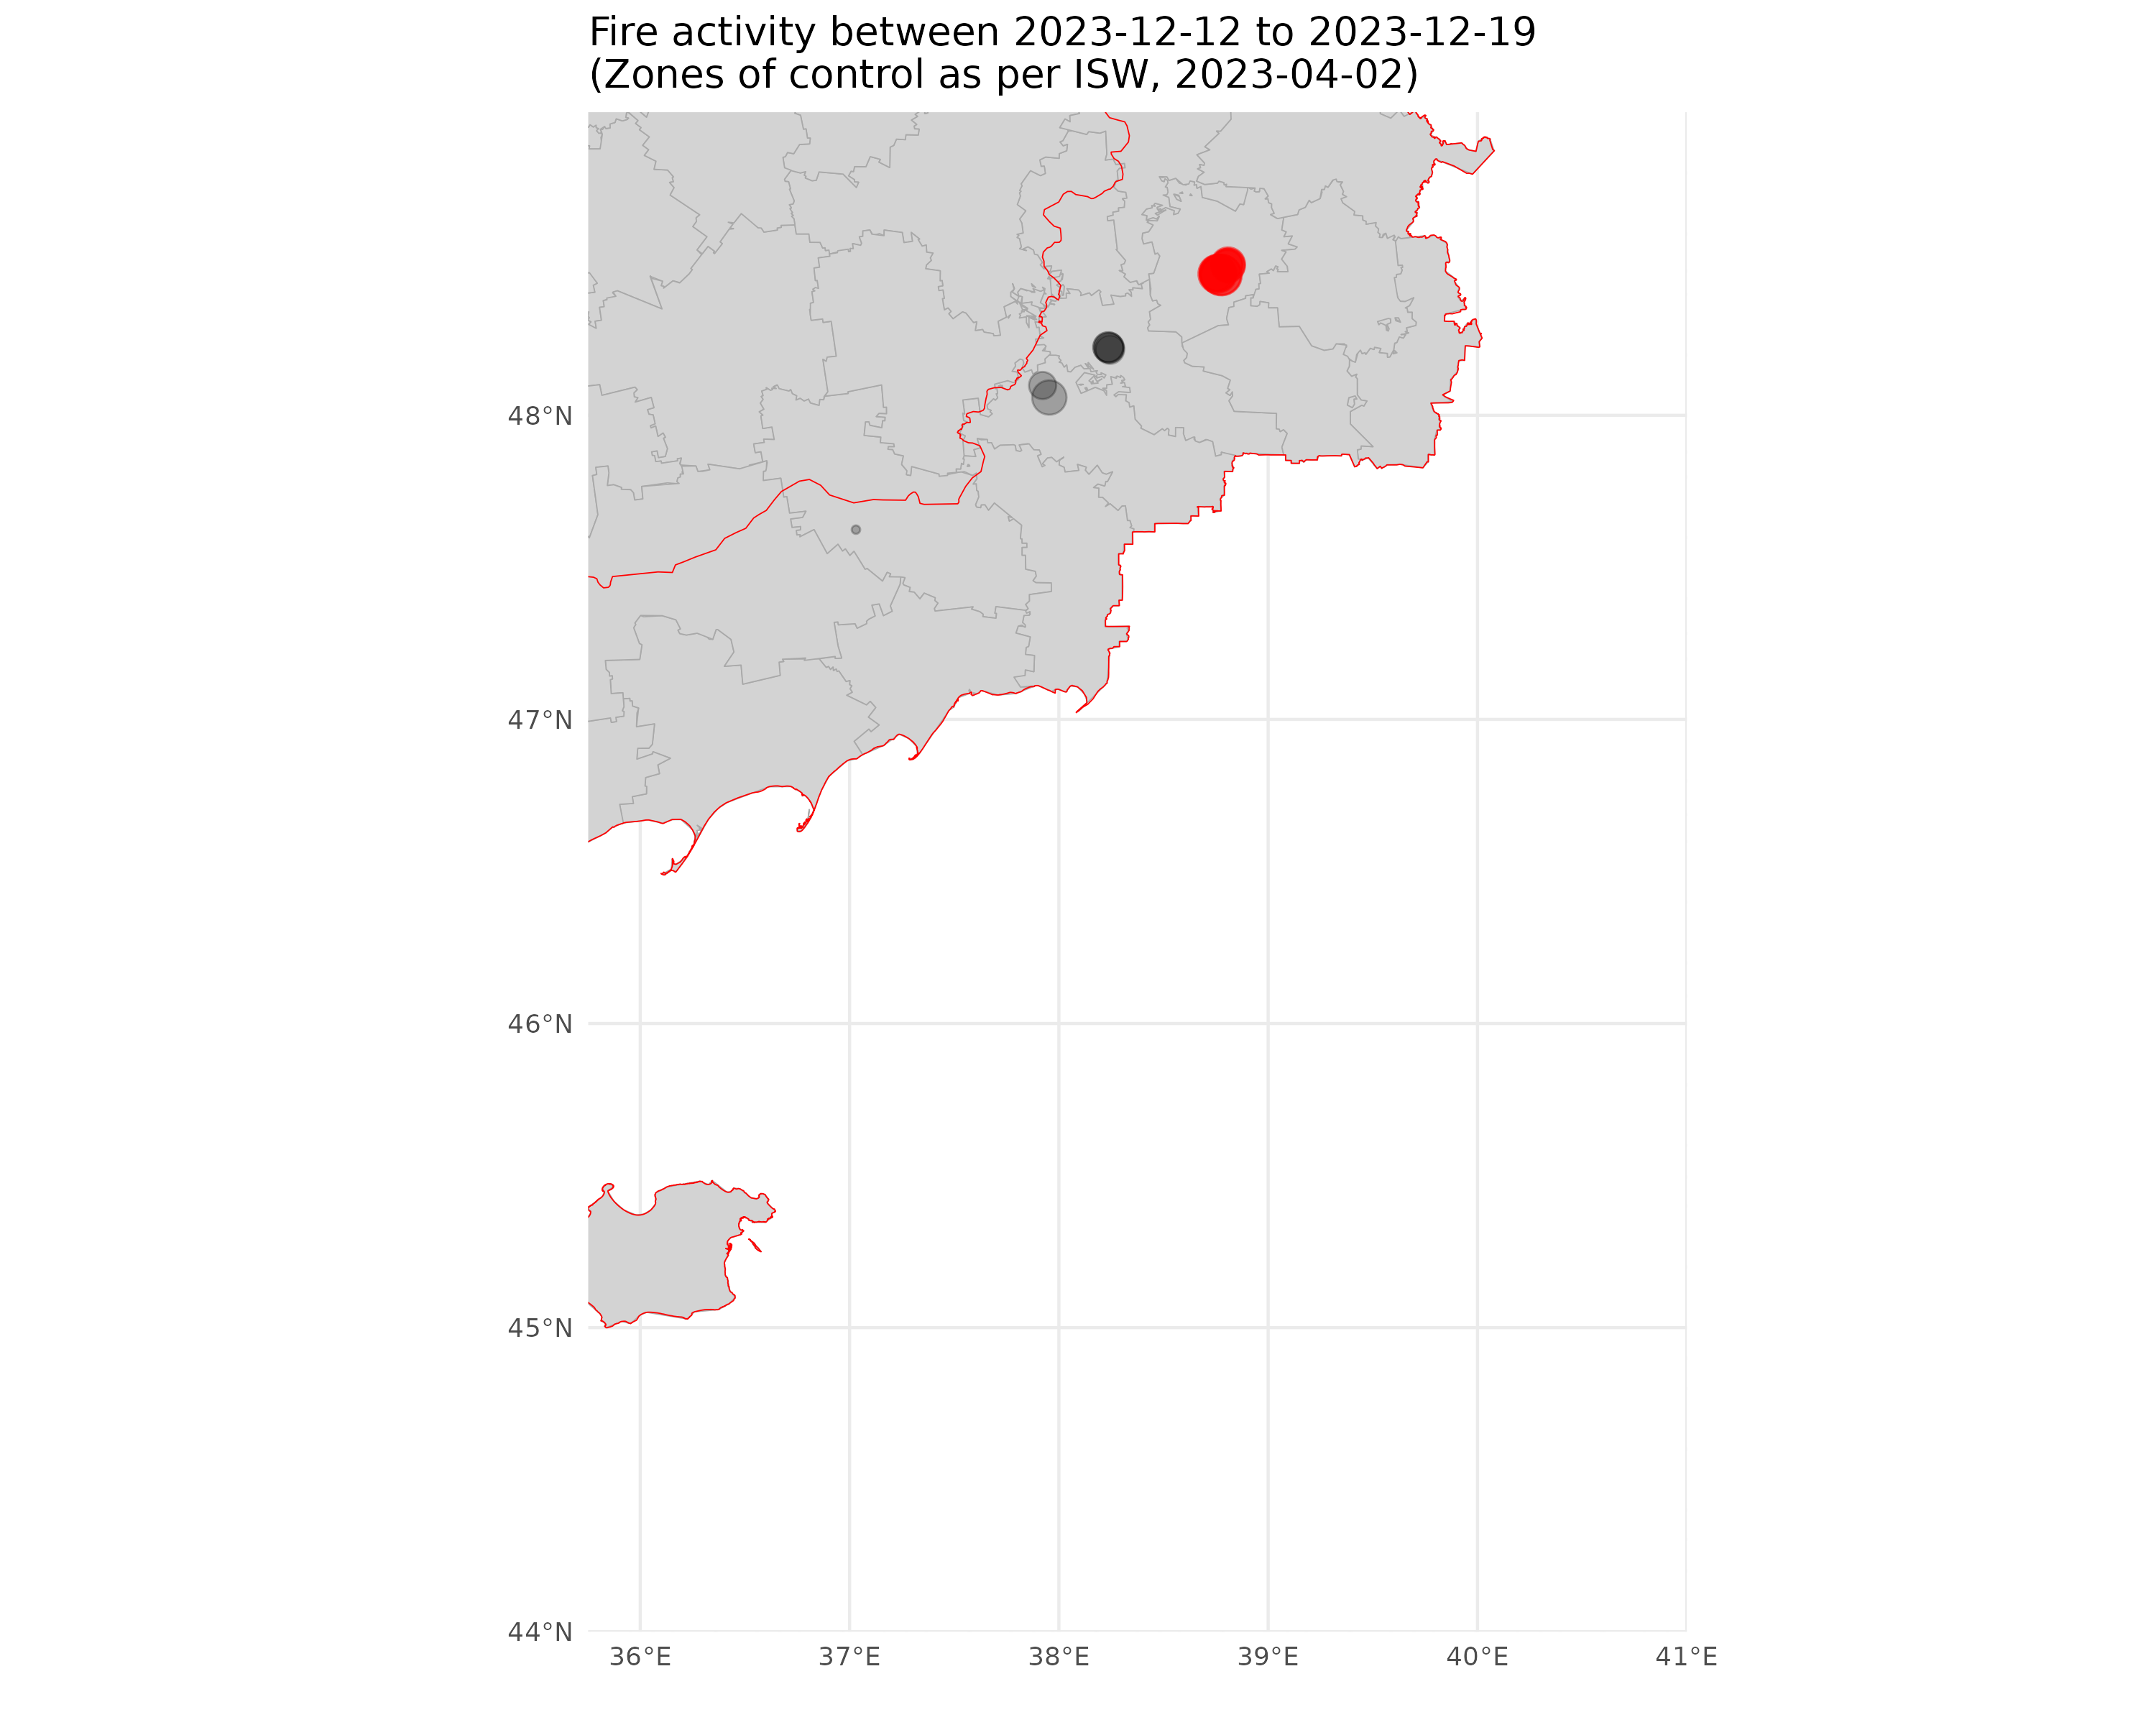 Fire activity between 2023-12-12 to 2023-12-19
(Zones of control as per ISW, 2023-04-02)
48°N
47°N
46°N
45°N
44°N
36°E
37°E
38°E
39°E
40°E
41°E